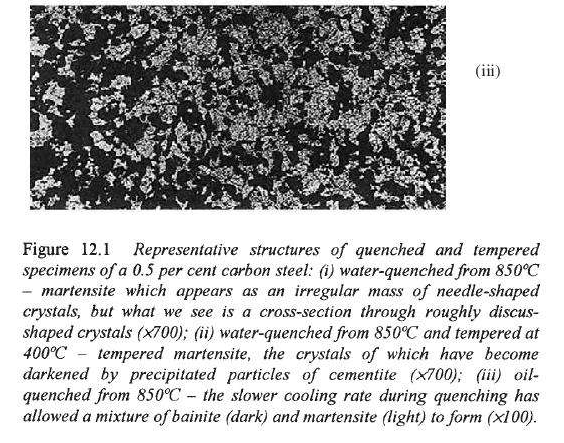 (iii)
Figure 12.1 Representative structures of quenched and tempered
specimens of a 0.5 per cent carbon steel: (i) water-quenched from 850ºC
– martensite which appears as an irregular mass of needle-shaped
crystals, but what we see is a cross-section through roughly discus-
shaped crystals (×700); (ii) water-quenched from 850ºC and tempered at
400ºC – tempered martensite, the crystals of which have become
darkened by precipitated particles of cementite (×700); (iii) oil-
quenched from 850ºC – the slower cooling rate during quenching has
allowed a mixture of bainite (dark) and martensite (light) to form (×100).